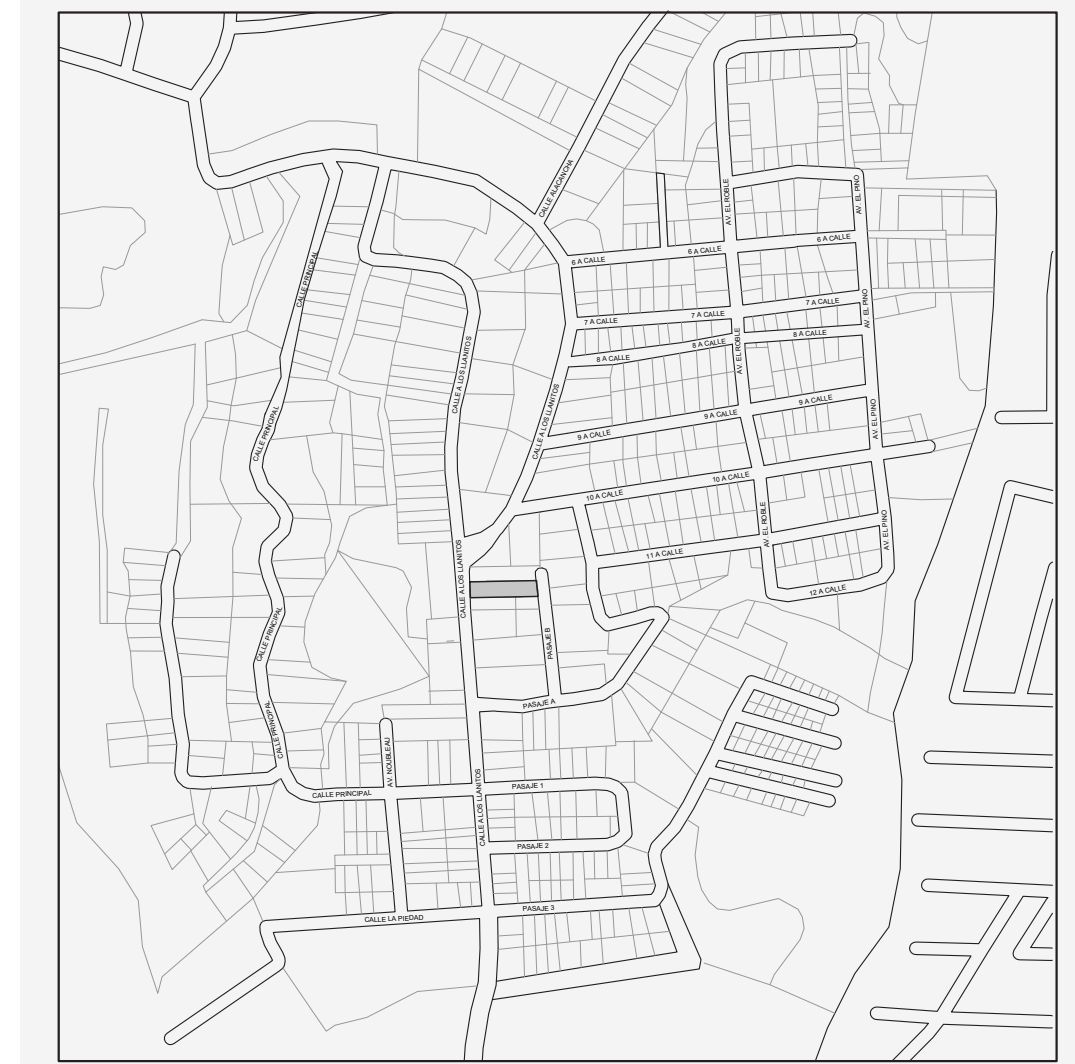 CALLE ALACANCHA
AV. EL ROBLE
AV. EL PINO
6 A CALLE
6 A CALLE
6 A CALLE
CALLE PRINCIPAL
7 A CALLE
AV. EL PINO
7 A CALLE
7 A CALLE
8 A CALLE
8 A CALLE
8 A CALLE
AV. EL ROBLE
CALLE A LOS LLANITOS
9 A CALLE
9 A CALLE
9 A CALLE
CALLE A LOS LLANITOS
AV. EL PINO
CALLE PRINCIPAL
10 A CALLE
10 A CALLE
AV. EL ROBLE
AV. EL PINO
11 A CALLE
CALLE A LOS LLANITOS
12 A CALLE
CALLE PRINCIPAL
PASAJE B
PASAJE A
CALLE PRINCIPAL
AV. NOUBLEAU
CALLE PRINCIPAL
PASAJE 1
CALLE A LOS LLANITOS
PASAJE 2
PASAJE 3
CALLE LA PIEDAD